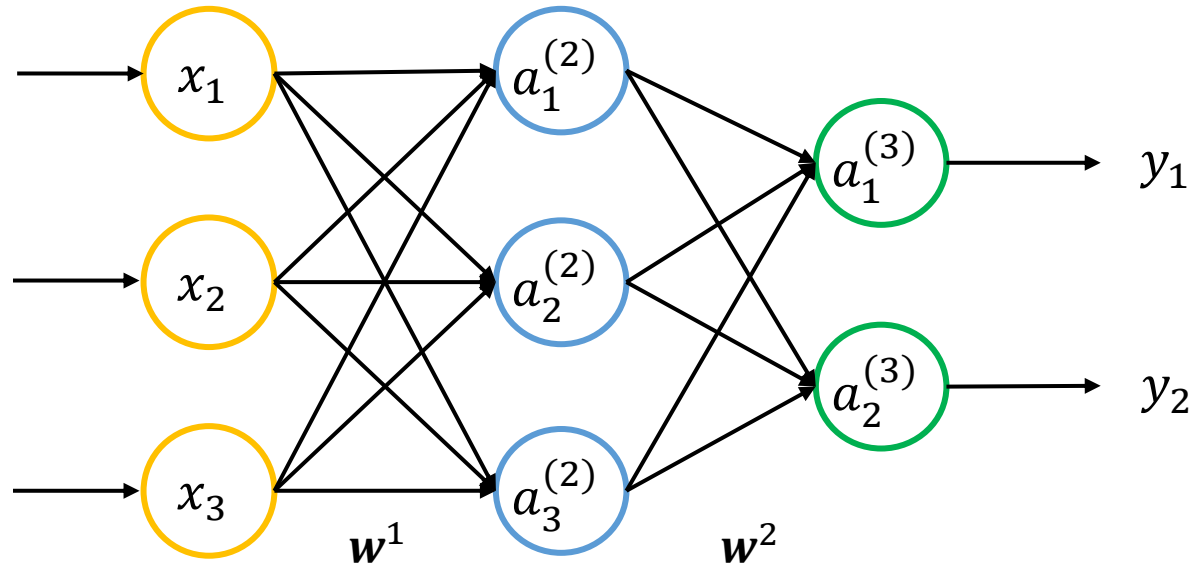 x₁
a₁⁽²⁾
a₁⁽³⁾
y₁
x₂
a₂⁽²⁾
a₂⁽³⁾
y₂
x₃
a₃⁽²⁾
w¹
w²